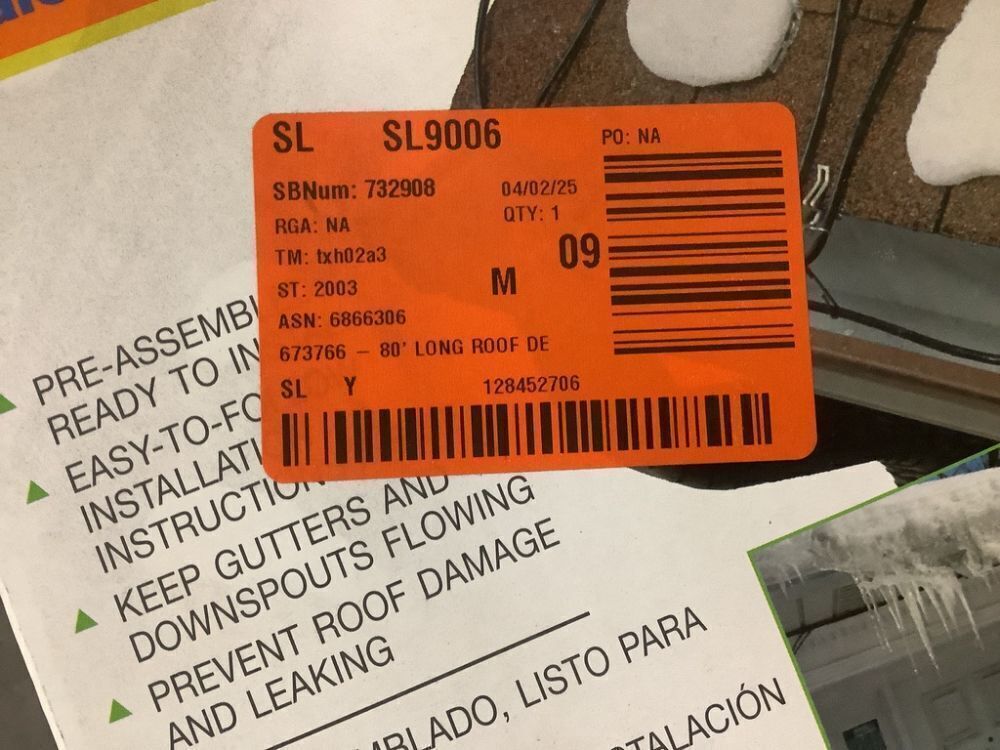 SL SL9006 PO: NA
SBNum: 732908 04/02/25
RGA: NA QTY: 1
TM: txh02a3 09
ST: 2003 M
ASN: 6866306
673766 – 80' LONG ROOF DE
SL Y 128452706
PRE-ASSEMBL
READY TO IN
EASY-TO-FO
INSTALLATI
INSTRUCTION
KEEP GUTTERS AND
DOWNSPOUTS FLOWING
PREVENT ROOF DAMAGE
AND LEAKING
MBLADO, LISTO PARA
TALACIÓN